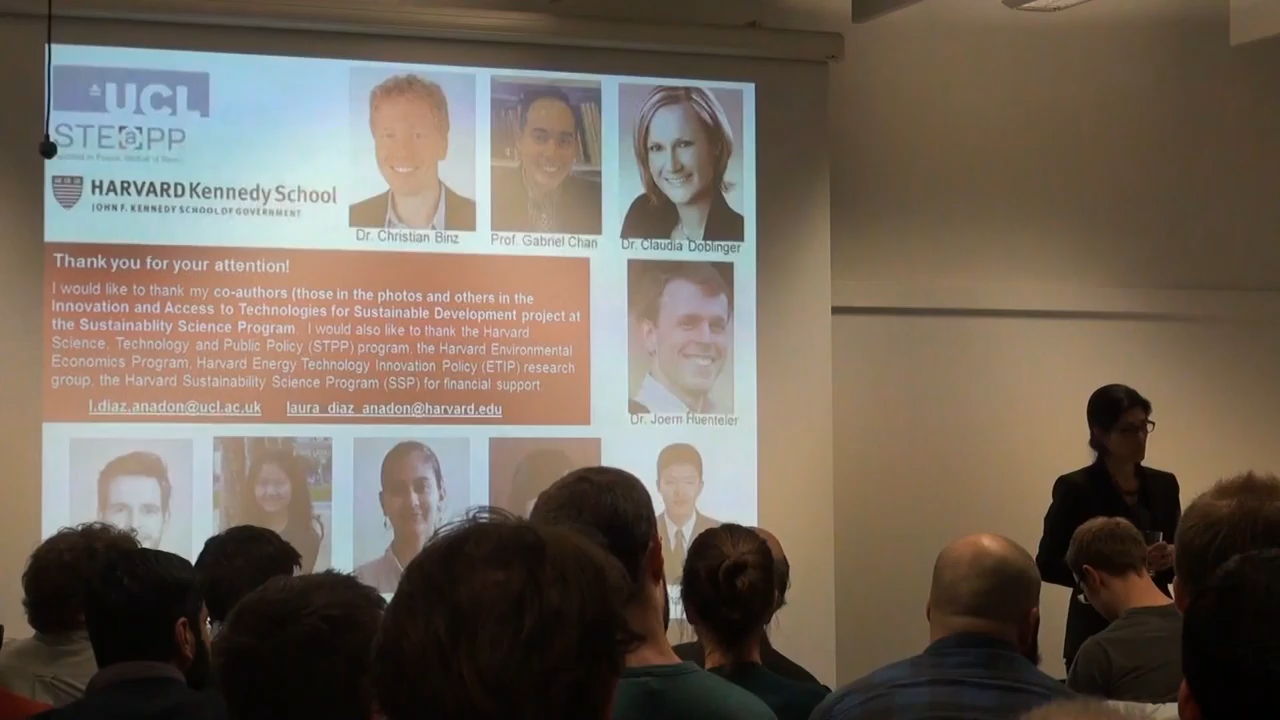 UCL
STEaPP
HARVARD Kennedy School
JOHN F. KENNEDY SCHOOL OF GOVERNMENT
Dr. Christian Binz
Prof. Gabriel Chan
Dr. Claudia Doblinger
Thank you for your attention!
I would like to thank my co-authors (those in the photos and others in the
Innovation and Access to Technologies for Sustainable Development project at
the Sustainablity Science Program. I would also like to thank the Harvard
Science, Technology and Public Policy (STPP) program, the Harvard Environmental
Economics Program, Harvard Energy Technology Innovation Policy (ETIP) research
group, the Harvard Sustainability Science Program (SSP) for financial support
l.diaz.anadon@ucl.ac.uk laura_diaz_anadon@harvard.edu
Dr. Joern Huenteler